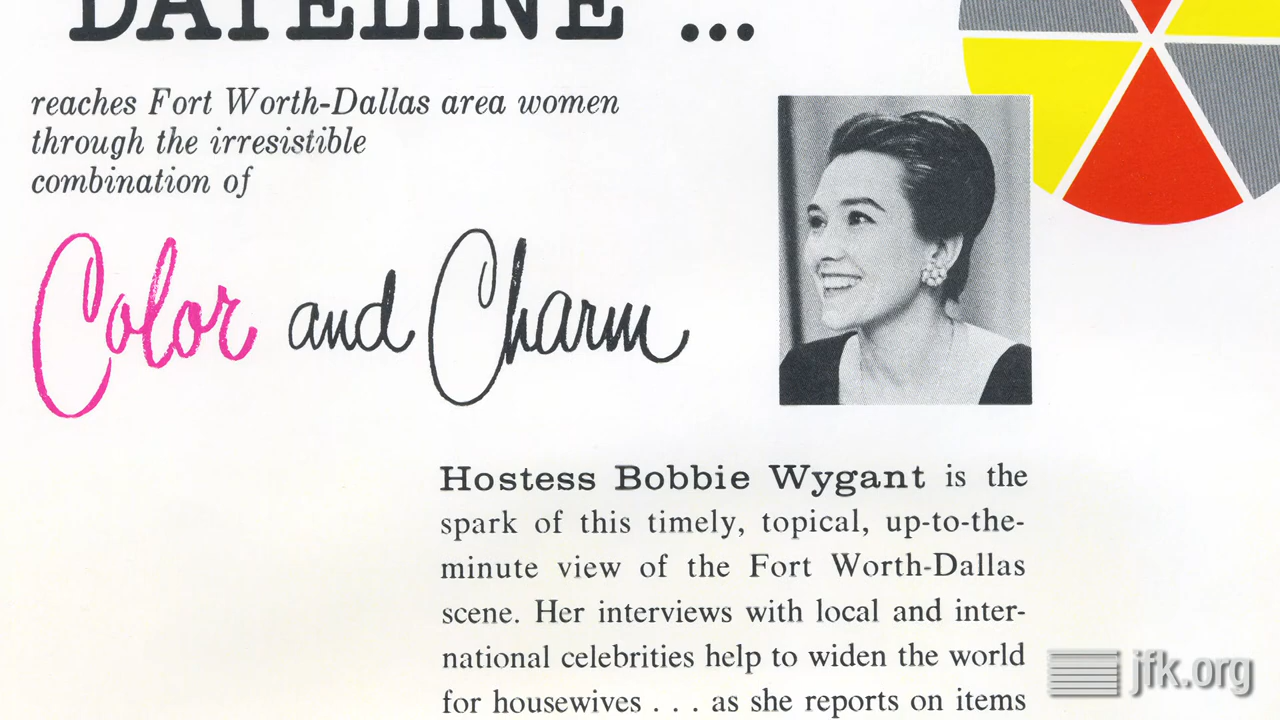 DATELINE ...
reaches Fort Worth-Dallas area women
through the irresistible
combination of
Color and Charm
Hostess Bobbie Wygant is the
spark of this timely, topical, up-to-the-
minute view of the Fort Worth-Dallas
scene. Her interviews with local and inter-
national celebrities help to widen the world
for housewives . . . as she reports on items
jfk.org